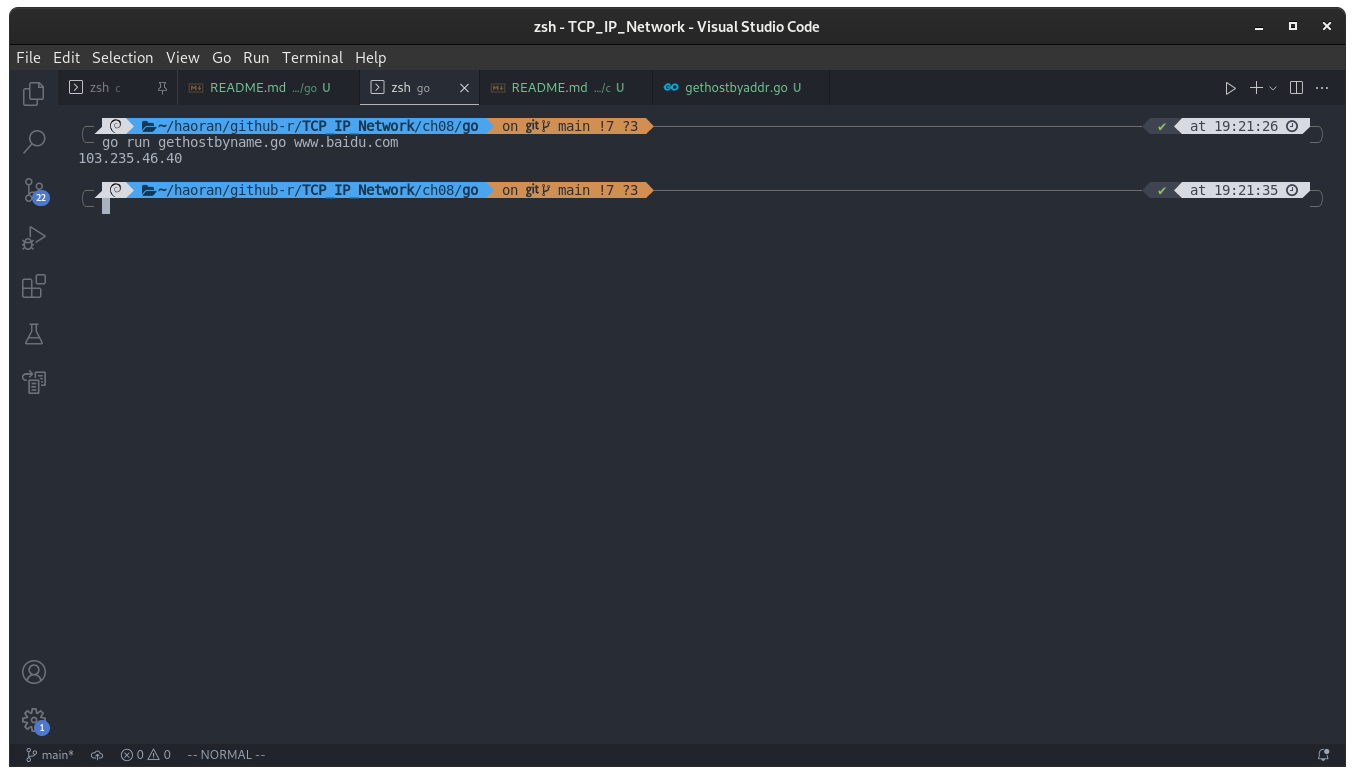 zsh - TCP_IP_Network - Visual Studio Code
File Edit Selection View Go Run Terminal Help
zsh c README.md .../go U zsh go README.md .../c U gethostbyaddr.go U
~/haoran/github-r/TCP_IP_Network/ch08/go on git main !7 ?3 ✔ at 19:21:26
go run gethostbyname.go www.baidu.com
103.235.46.40
~/haoran/github-r/TCP_IP_Network/ch08/go on git main !7 ?3 ✔ at 19:21:35
22
1
main* 0 0 -- NORMAL --